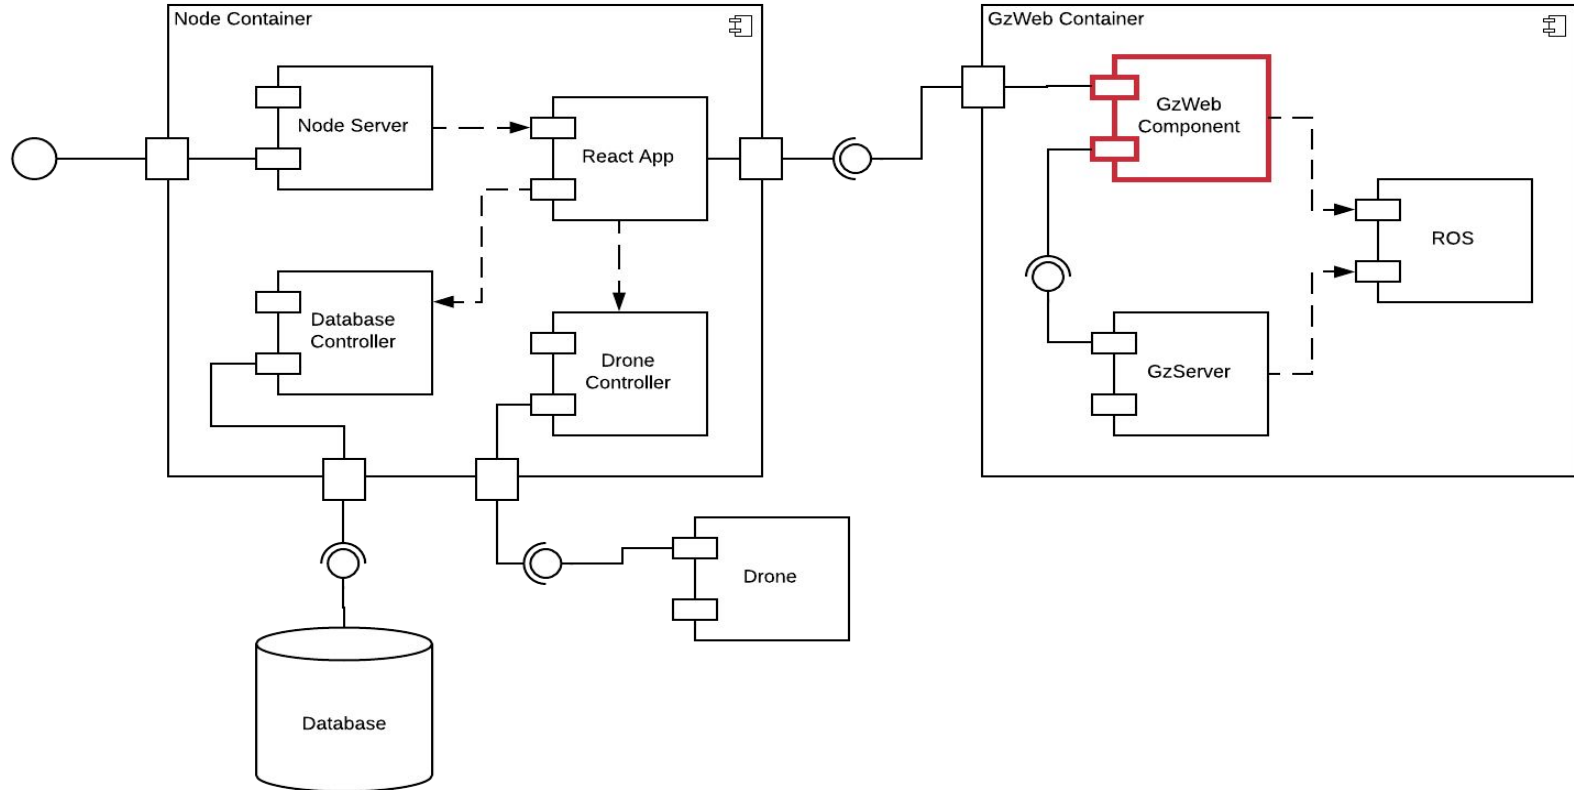 Node Container
GzWeb Container
Node Server
React App
GzWeb
Component
ROS
Database
Controller
Drone
Controller
GzServer
Drone
Database